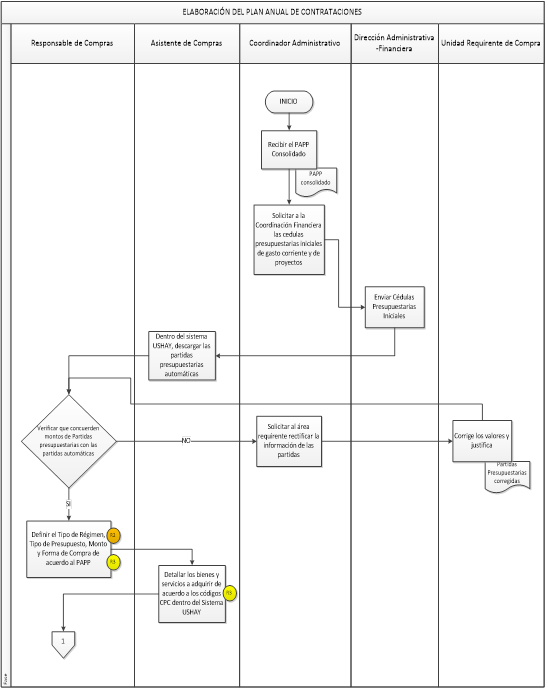 ELABORACIÓN DEL PLAN ANUAL DE CONTRATACIONES
Responsable de Compras
Asistente de Compras
Coordinador Administrativo
Dirección Administrativa
-Financiera
Unidad Requirente de Compra
INICIO
Recibir el PAPP
Consolidado
PAPP
consolidado
Solicitar a la
Coordinación Financiera
las cedulas
presupuestarias iniciales
de gasto corriente y de
proyectos
Enviar Cédulas
Presupuestarias
Iniciales
Dentro del sistema
USHAY, descargar las
partidas
presupuestarias
automáticas
Verificar que concuerden
montos de Partidas
presupuestarias con las
partidas automáticas
NO
Solicitar al área
requirente rectificar la
información de las
partidas
Corrige los valores y
justifica
Partidas
Presupuestarias
corregidas
SI
Definir el Tipo de Régimen,
Tipo de Presupuesto, Monto
y Forma de Compra de
acuerdo al PAPP
Detallar los bienes y
servicios a adquirir de
acuerdo a los códigos
CPC dentro del Sistema
USHAY
1